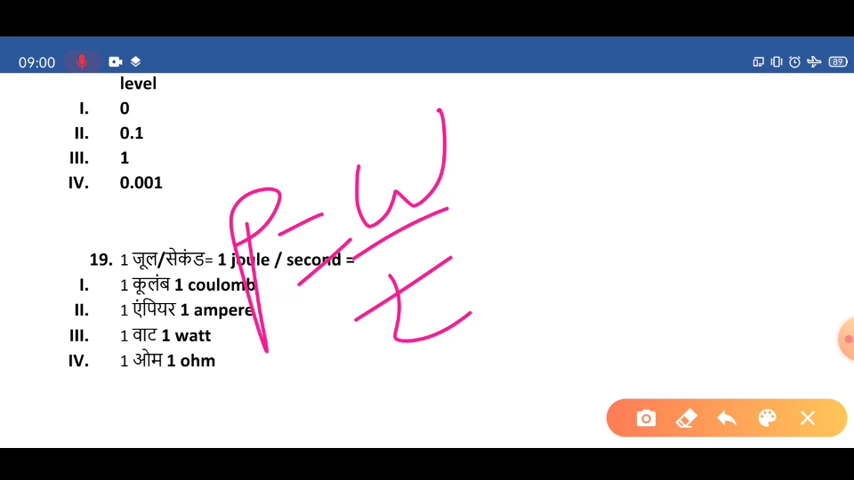 09:00 89
level
I. 0
II. 0.1
III. 1
IV. 0.001
P = W / t
19. 1 जूल/सेकंड= 1 joule / second =
I. 1 कूलंब 1 coulomb
II. 1 एंपियर 1 ampere
III. 1 वाट 1 watt
IV. 1 ओम 1 ohm